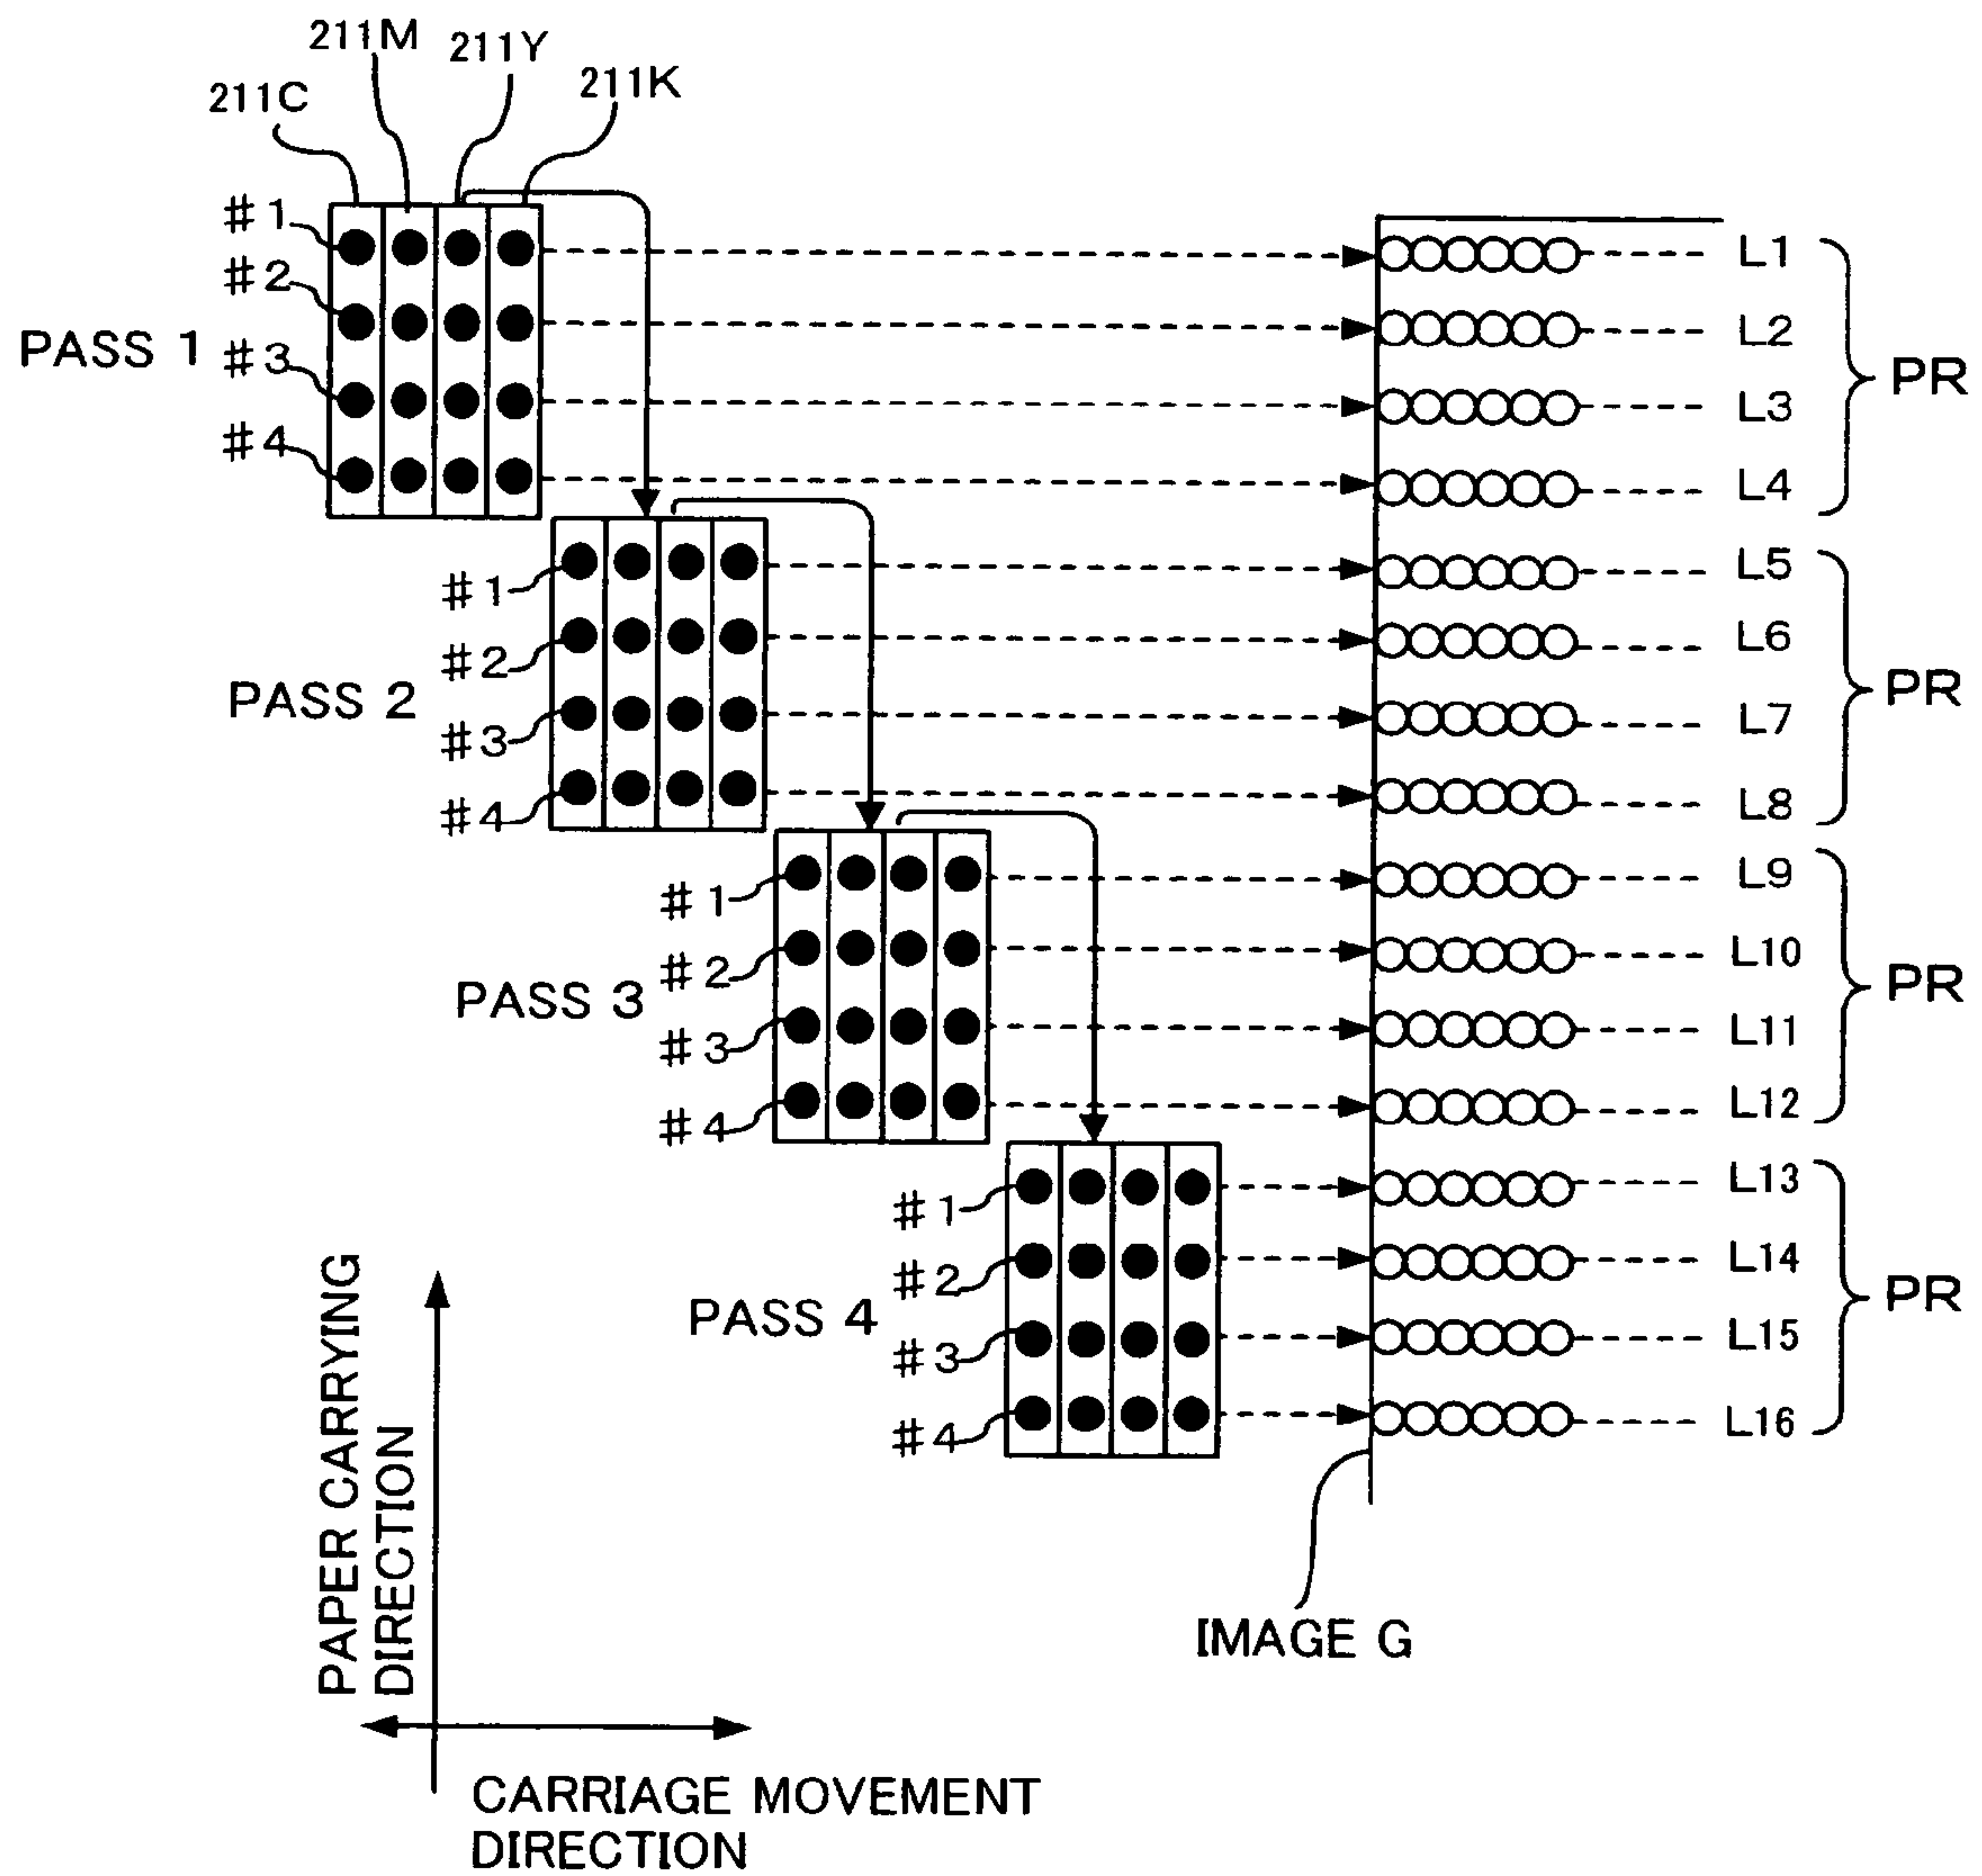 211M
211Y
211C
211K
PASS 1
#1
#2
#3
#4
L1
L2
L3
L4
PR
PASS 2
#1
#2
#3
#4
L5
L6
L7
L8
PR
PASS 3
#1
#2
#3
#4
L9
L10
L11
L12
PR
PASS 4
#1
#2
#3
#4
L13
L14
L15
L16
PR
IMAGE G
PAPER CARRYING
DIRECTION
CARRIAGE MOVEMENT
DIRECTION